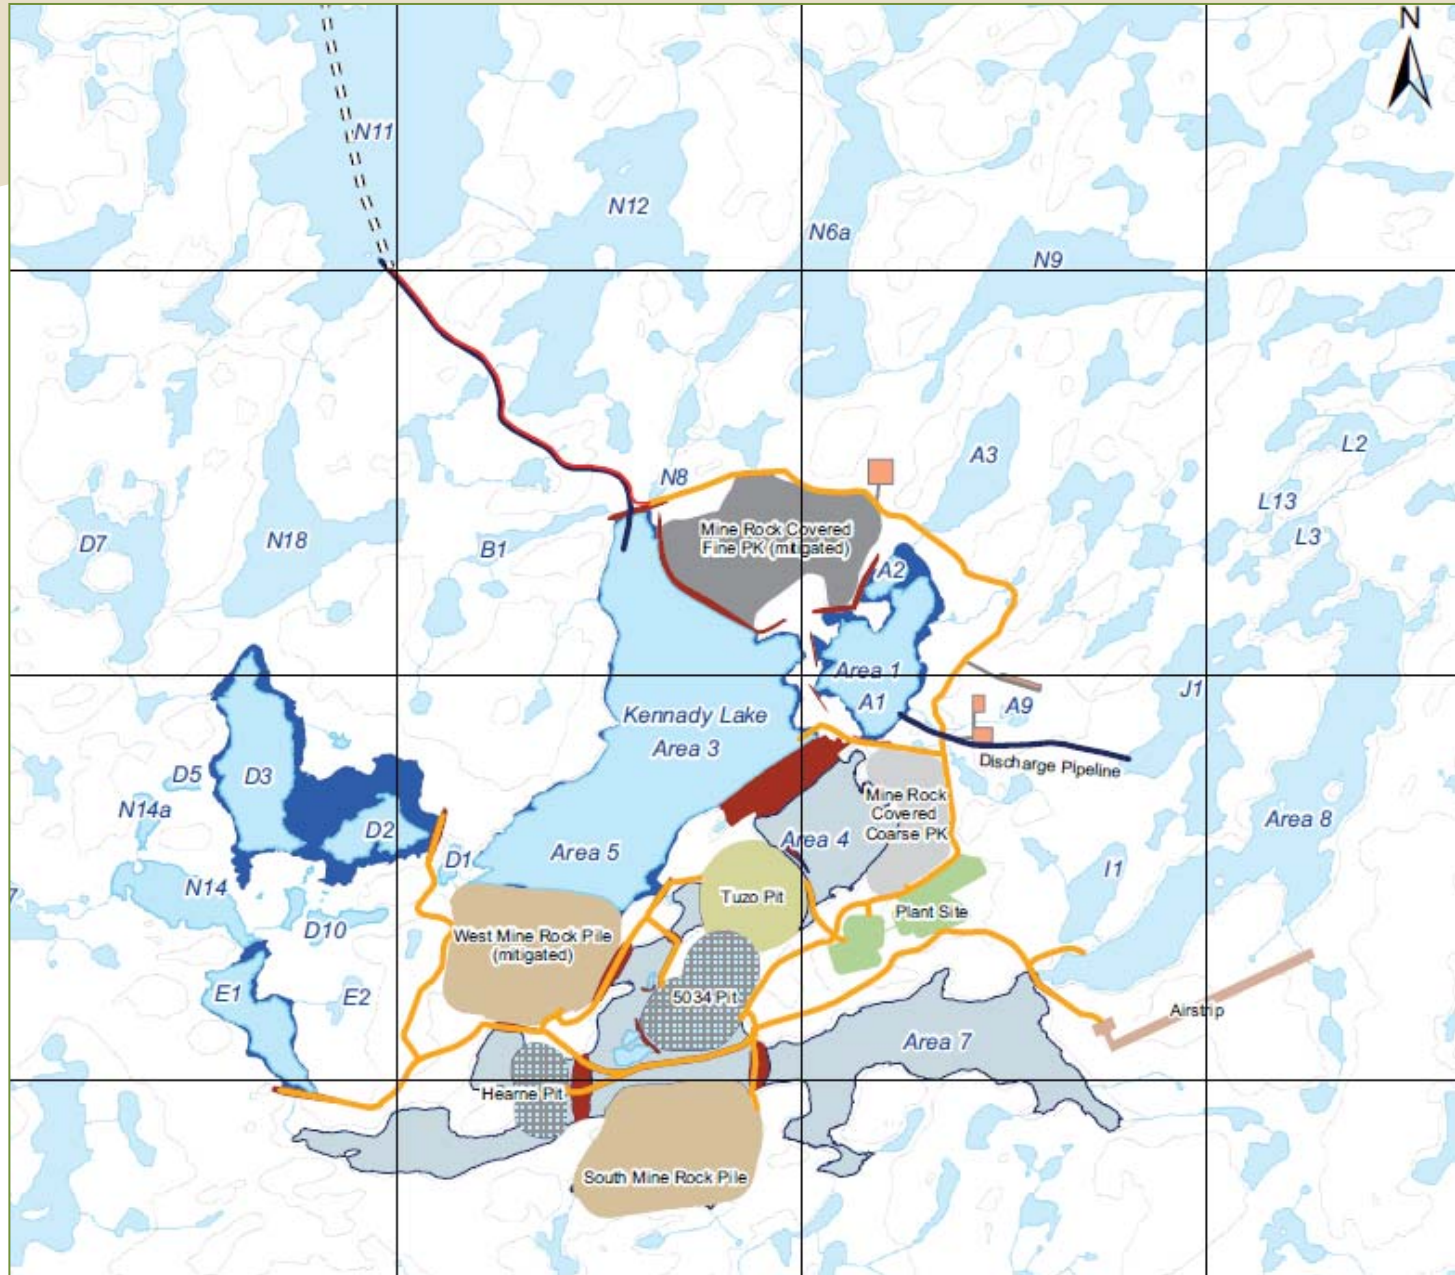 N
N11
N12
N6a
N9
A3
L2
N8
L13
L3
D7
N18
B1
Mine Rock Covered
Fine PK (mitigated)
A2
Area 1
A1
J1
A9
Kennady Lake
Area 3
Discharge Pipeline
D5
D3
N14a
Mine Rock
Covered
Coarse PK
D2
Area 4
Area 8
D1
Area 5
I1
N14
7
Tuzo Pit
Plant Site
D10
West Mine Rock Pile
(mitigated)
E1
E2
5034 Pit
Airstrip
Area 7
Hearne Pit
South Mine Rock Pile